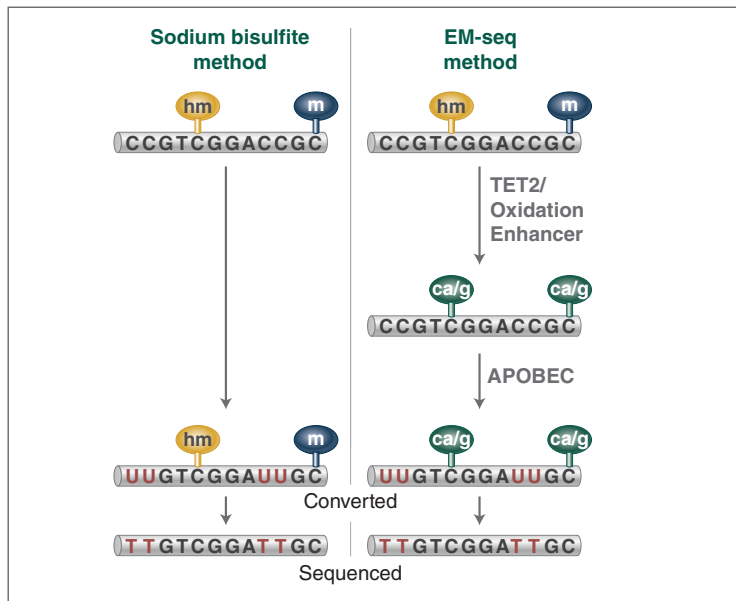 Sodium bisulfite
method
EM-seq
method
hm
m
hm
m
CCGTCGGACCGC
CCGTCGGACCGC
TET2/
Oxidation
Enhancer
ca/g
ca/g
CCGTCGGACCGC
APOBEC
hm
m
ca/g
ca/g
UUGTCGGAUUGC
UUGTCGGAUUGC
Converted
TTGTCGGATTGC
TTGTCGGATTGC
Sequenced